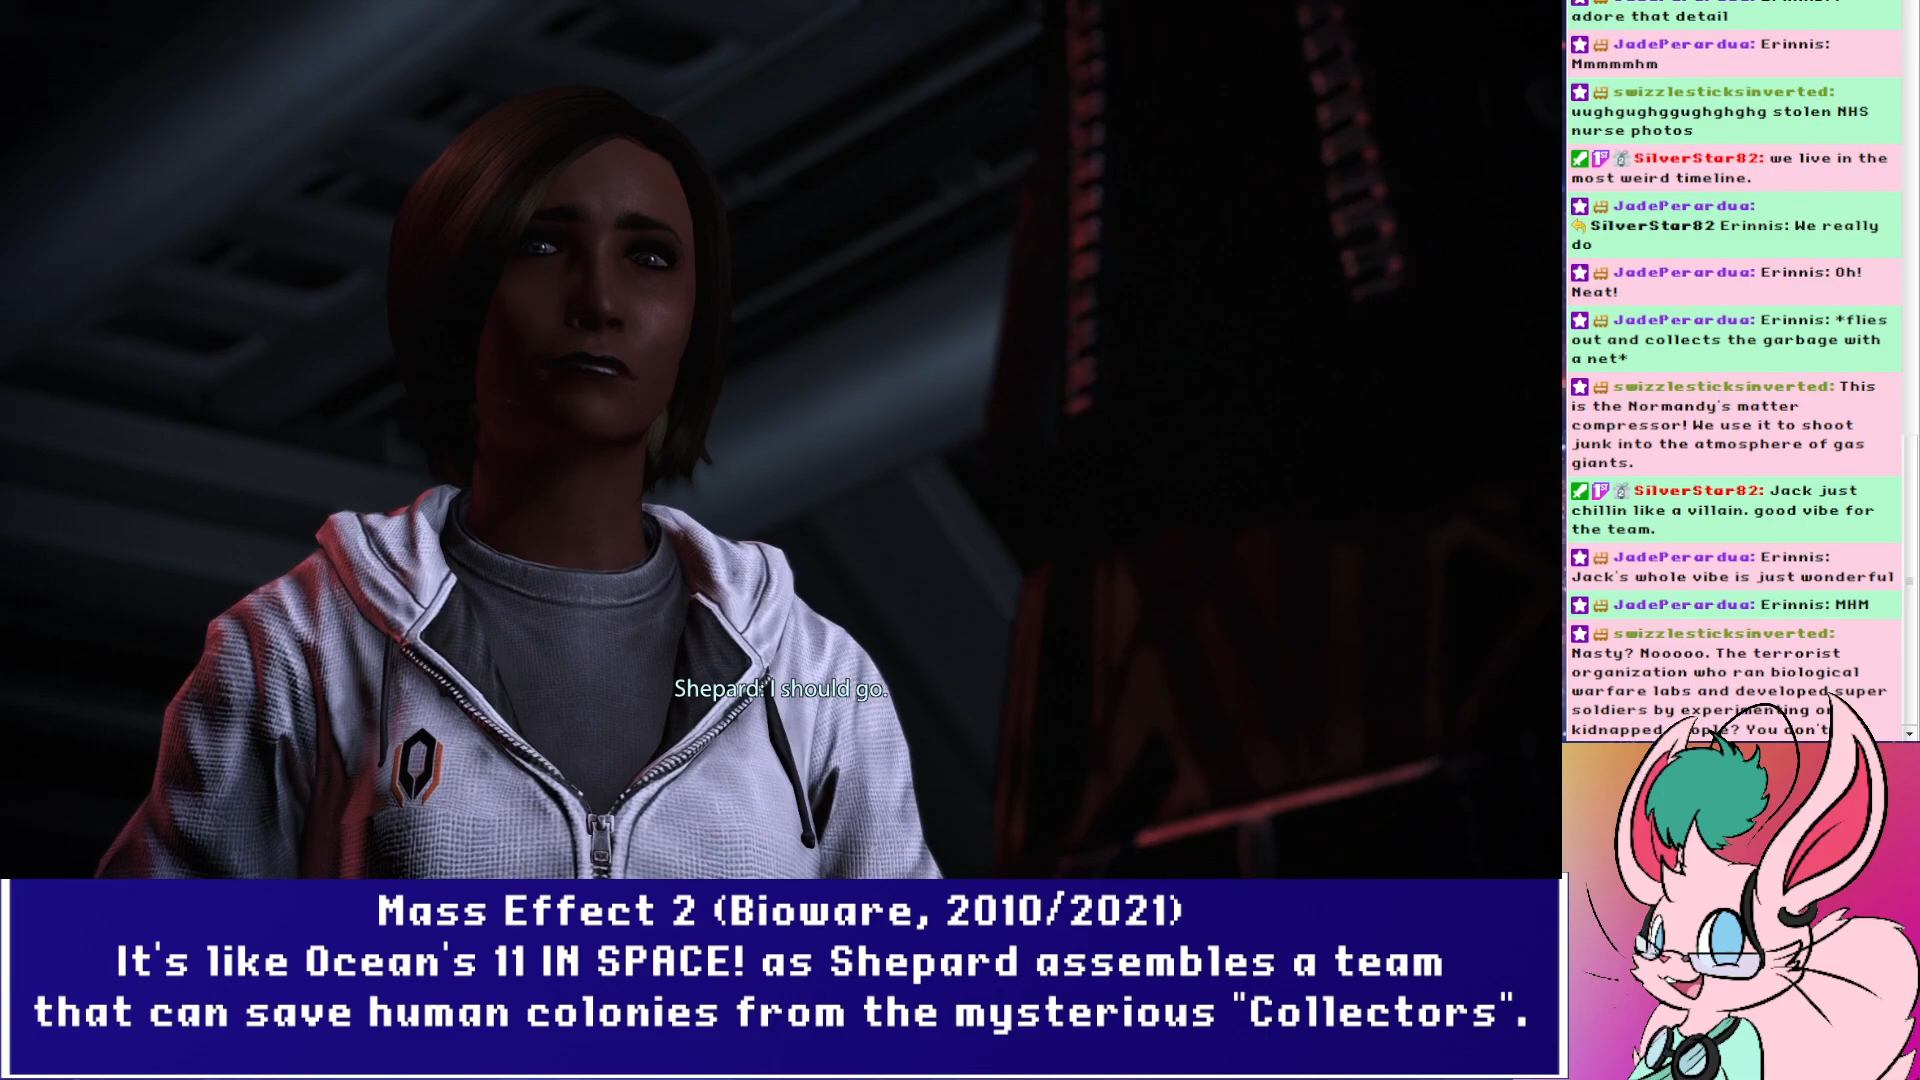 Shepard: I should go.
Mass Effect 2 (Bioware, 2010/2021)
It's like Ocean's 11 IN SPACE! as Shepard assembles a team
that can save human colonies from the mysterious "Collectors".
adore that detail
JadePerardua: Erinnis:
Mmmmmhm
swizzlesticksinverted:
uughgughggughghghg stolen NHS
nurse photos
1ST 2 SilverStar82: we live in the
most weird timeline.
JadePerardua:
SilverStar82 Erinnis: We really
do
JadePerardua: Erinnis: Oh!
Neat!
JadePerardua: Erinnis: *flies
out and collects the garbage with
a net*
swizzlesticksinverted: This
is the Normandy's matter
compressor! We use it to shoot
junk into the atmosphere of gas
giants.
1ST 2 SilverStar82: Jack just
chillin like a villain. good vibe for
the team.
JadePerardua: Erinnis:
Jack's whole vibe is just wonderful
JadePerardua: Erinnis: MHM
swizzlesticksinverted:
Nasty? Nooooo. The terrorist
organization who ran biological
warfare labs and developed super
soldiers by experimenting
kidnapped You don't